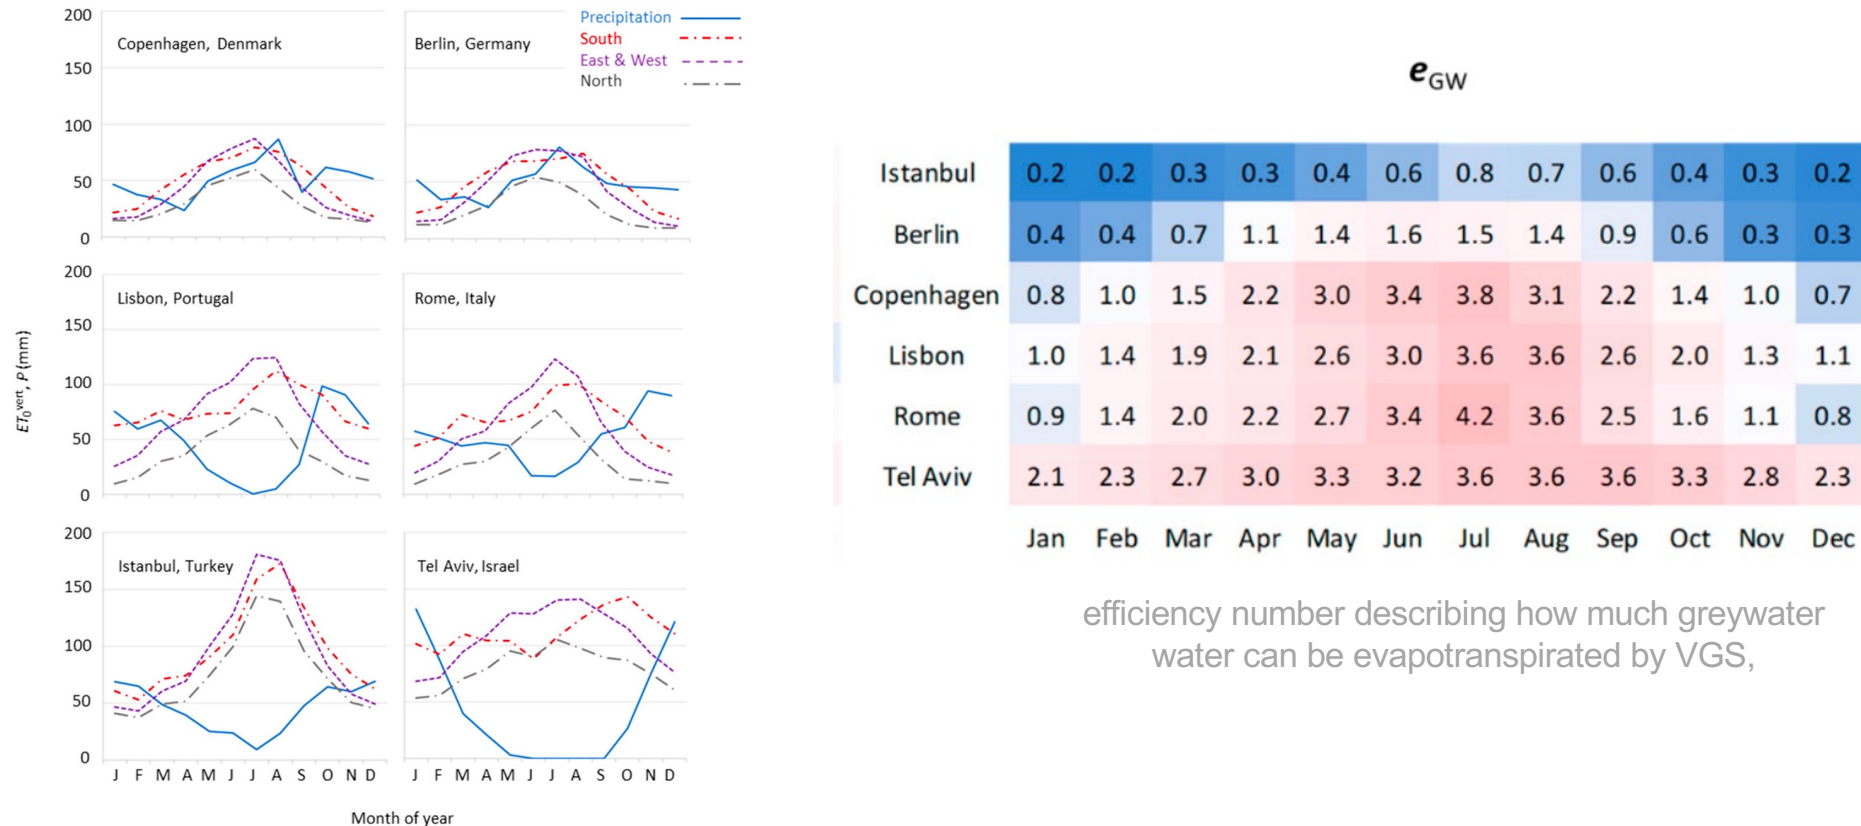 200
150
100
50
0
Copenhagen, Denmark
Berlin, Germany
Precipitation
South
East & West
North
200
150
100
50
0
Lisbon, Portugal
Rome, Italy
ET₀ᵛᵉʳᵗ, P (mm)
200
150
100
50
0
Istanbul, Turkey
Tel Aviv, Israel
J F M A M J J A S O N D
J F M A M J J A S O N D
Month of year
eGW
Istanbul 0.2 0.2 0.3 0.3 0.4 0.6 0.8 0.7 0.6 0.4 0.3 0.2
Berlin 0.4 0.4 0.7 1.1 1.4 1.6 1.5 1.4 0.9 0.6 0.3 0.3
Copenhagen 0.8 1.0 1.5 2.2 3.0 3.4 3.8 3.1 2.2 1.4 1.0 0.7
Lisbon 1.0 1.4 1.9 2.1 2.6 3.0 3.6 3.6 2.6 2.0 1.3 1.1
Rome 0.9 1.4 2.0 2.2 2.7 3.4 4.2 3.6 2.5 1.6 1.1 0.8
Tel Aviv 2.1 2.3 2.7 3.0 3.3 3.2 3.6 3.6 3.6 3.3 2.8 2.3
Jan Feb Mar Apr May Jun Jul Aug Sep Oct Nov Dec
efficiency number describing how much greywater
water can be evapotranspirated by VGS,